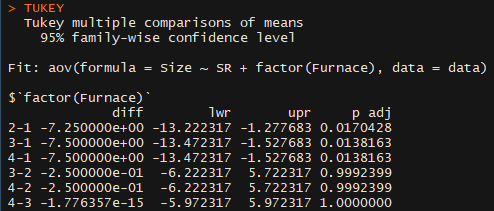 > TUKEY
Tukey multiple comparisons of means
95% family-wise confidence level
Fit: aov(formula = Size ~ SR + factor(Furnace), data = data)
$`factor(Furnace)`
diff lwr upr p adj
2-1 -7.250000e+00 -13.222317 -1.277683 0.0170428
3-1 -7.500000e+00 -13.472317 -1.527683 0.0138163
4-1 -7.500000e+00 -13.472317 -1.527683 0.0138163
3-2 -2.500000e-01 -6.222317 5.722317 0.9992399
4-2 -2.500000e-01 -6.222317 5.722317 0.9992399
4-3 -1.776357e-15 -5.972317 5.972317 1.0000000